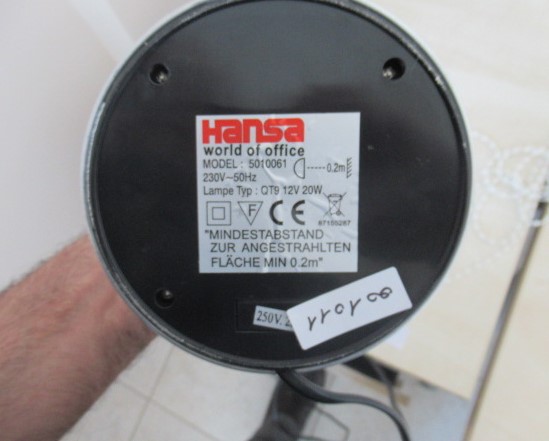 Hansa
world of office
MODEL : 5010061
0.2m
230V~50Hz
Lampe Typ : QT9 12V 20W
F CE
87159287
"MINDESTABSTAND
ZUR ANGESTRAHLTEN
FLÄCHE MIN 0.2m"
250V.